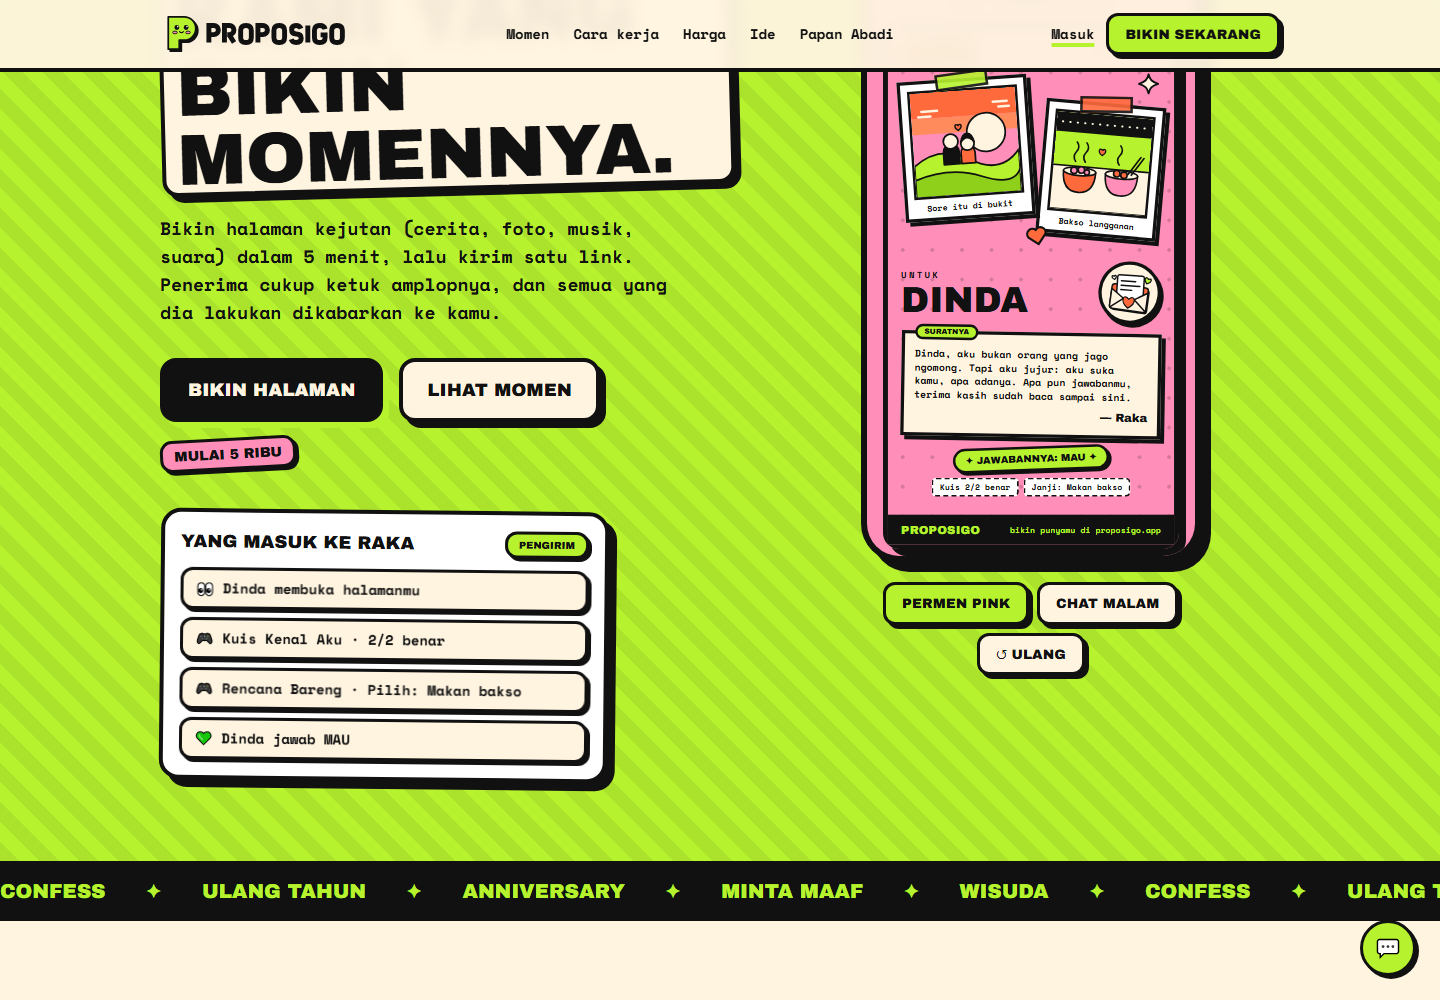 PROPOSIGO
Momen
Cara kerja
Harga
Ide
Papan Abadi
Masuk
BIKIN SEKARANG
BIKIN
MOMENNYA.
Bikin halaman kejutan (cerita, foto, musik,
suara) dalam 5 menit, lalu kirim satu link.
Penerima cukup ketuk amplopnya, dan semua yang
dia lakukan dikabarkan ke kamu.
BIKIN HALAMAN
LIHAT MOMEN
MULAI 5 RIBU
YANG MASUK KE RAKA
PENGIRIM
👀 Dinda membuka halamanmu
🎮 Kuis Kenal Aku · 2/2 benar
🎮 Rencana Bareng · Pilih: Makan bakso
💚 Dinda jawab MAU
Sore itu di bukit
Bakso langganan
UNTUK
DINDA
SURATNYA
Dinda, aku bukan orang yang jago
ngomong. Tapi aku jujur: aku suka
kamu, apa adanya. Apa pun jawabanmu,
terima kasih sudah baca sampai sini.
— Raka
✦ JAWABANNYA: MAU ✦
Kuis 2/2 benar
Janji: Makan bakso
PROPOSIGO
bikin punyamu di proposigo.app
PERMEN PINK
CHAT MALAM
↺ ULANG
CONFESS ✦ ULANG TAHUN ✦ ANNIVERSARY ✦ MINTA MAAF ✦ WISUDA ✦ CONFESS ✦ ULANG T